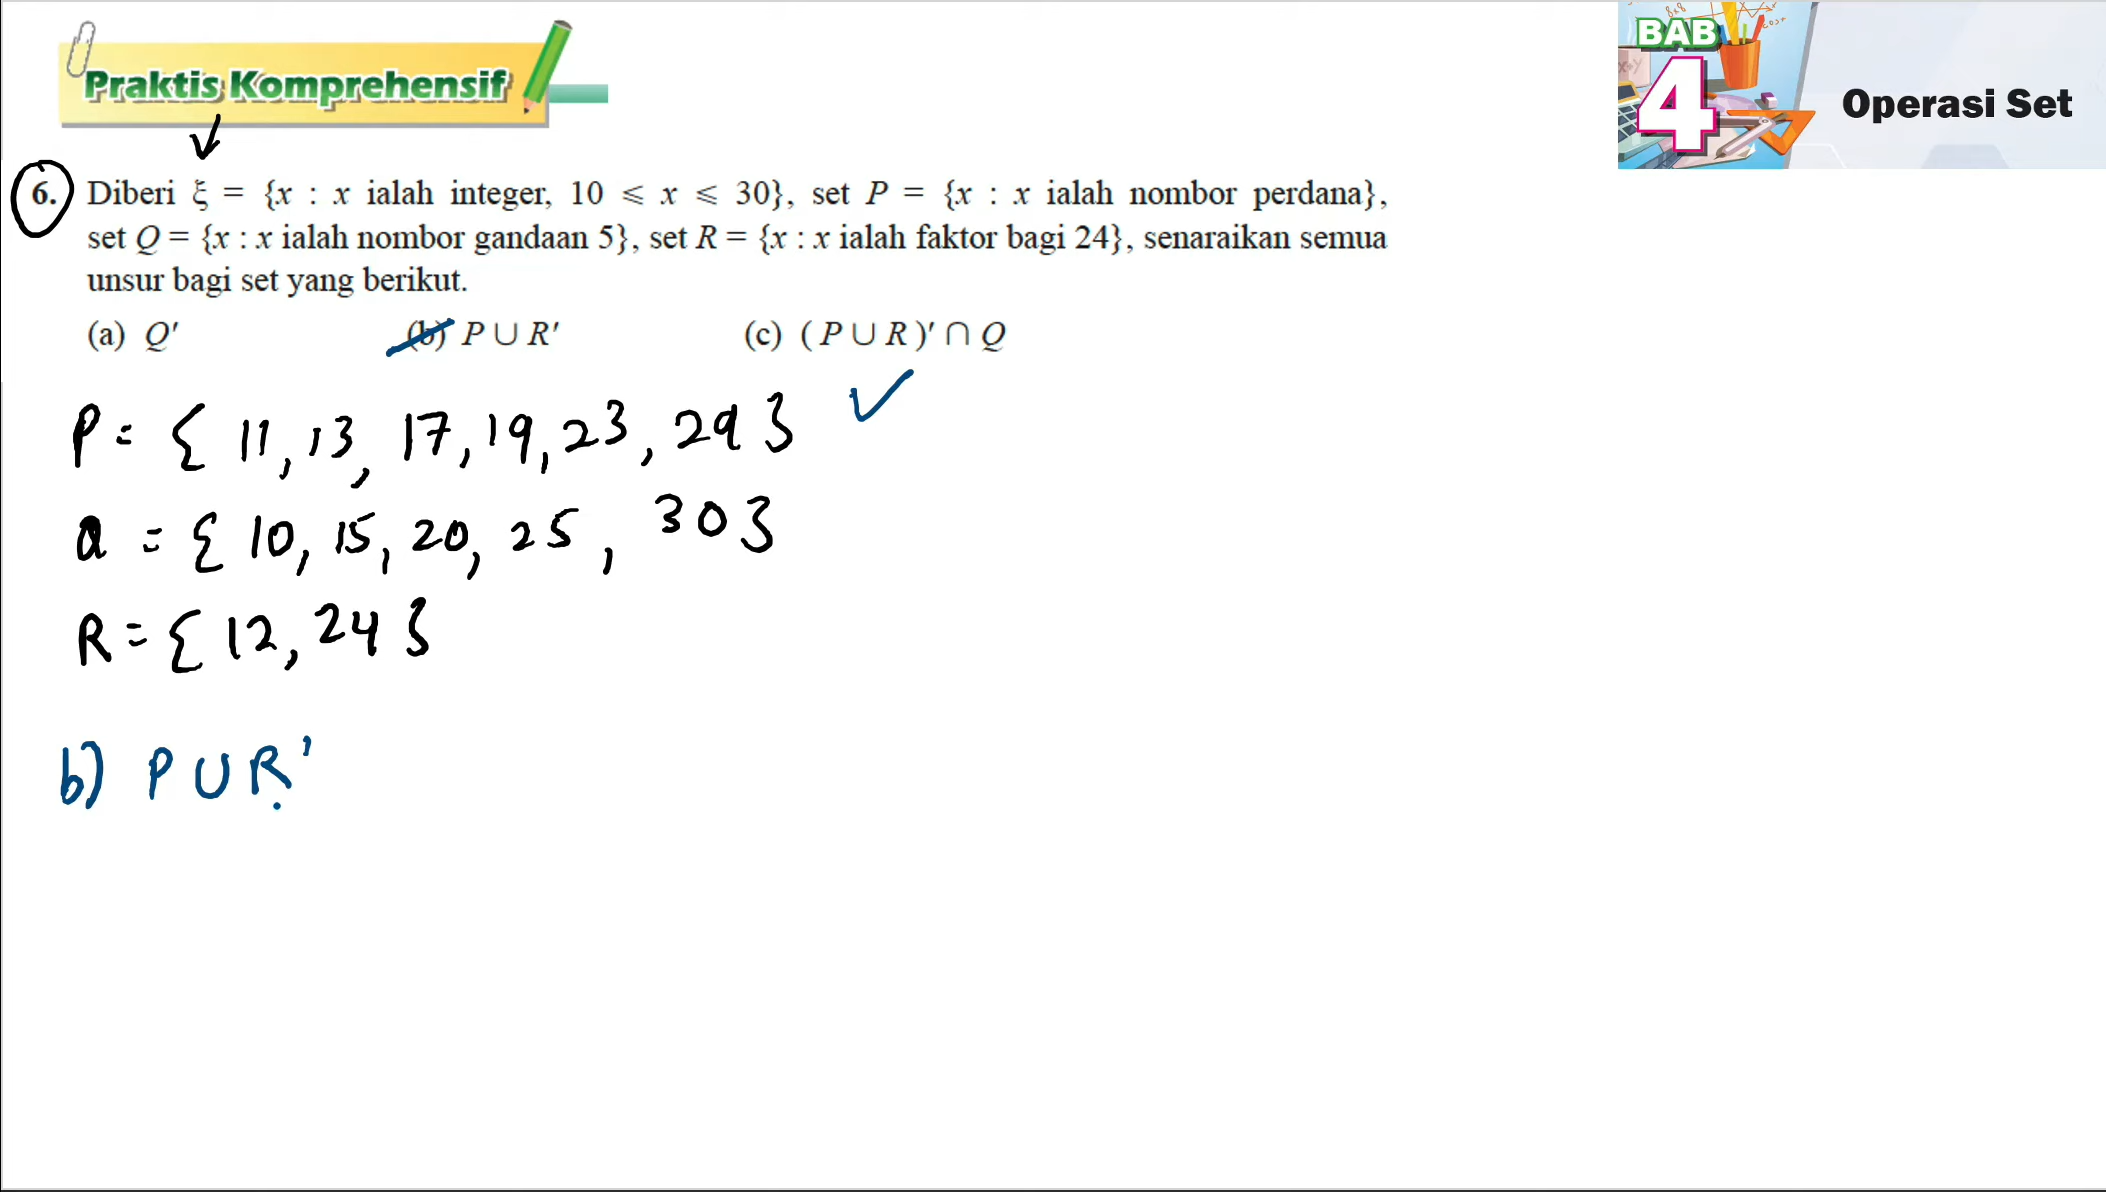 Praktis Komprehensif
BAB
4
Operasi Set
6. Diberi ξ = {x : x ialah integer, 10 ⩽ x ⩽ 30}, set P = {x : x ialah nombor perdana},
set Q = {x : x ialah nombor gandaan 5}, set R = {x : x ialah faktor bagi 24}, senaraikan semua
unsur bagi set yang berikut.
(a) Q′ (b) P ∪ R′ (c) ( P ∪ R )′ ∩ Q
P = { 11, 13, 17, 19, 23, 29 }
Q = { 10, 15, 20, 25, 30 }
R = { 12, 24 }
b) P ∪ R'